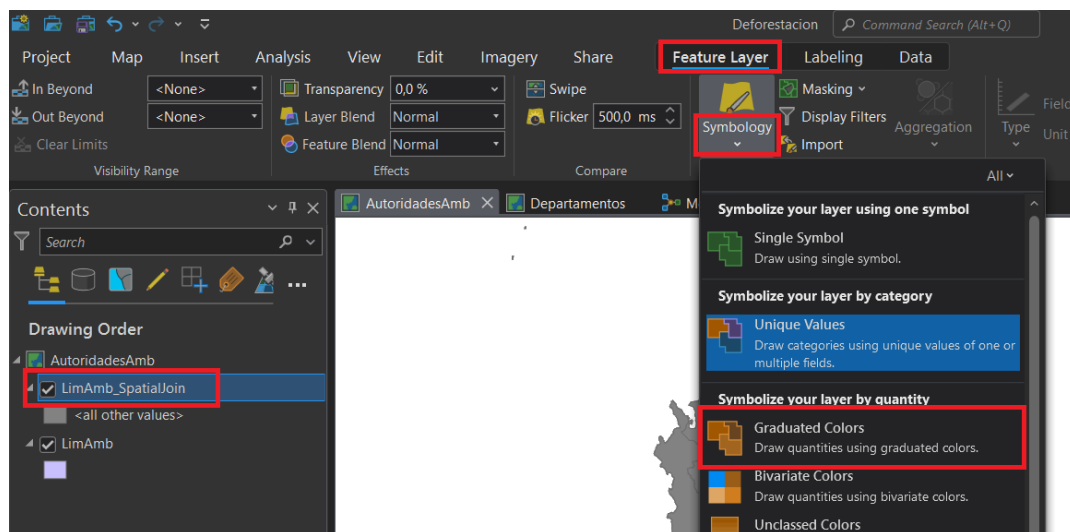 Deforestacion
Command Search (Alt+Q)
Project Map Insert Analysis View Edit Imagery Share Feature Layer Labeling Data
In Beyond <None>
Out Beyond <None>
Clear Limits
Visibility Range
Transparency 0,0 %
Layer Blend Normal
Feature Blend Normal
Effects
Swipe
Flicker 500,0 ms
Compare
Symbology
Masking
Display Filters
Import
Aggregation
Type
Unit
All
Symbolize your layer using one symbol
Single Symbol
Draw using single symbol.
Symbolize your layer by category
Unique Values
Draw categories using unique values of one or
multiple fields.
Symbolize your layer by quantity
Graduated Colors
Draw quantities using graduated colors.
Bivariate Colors
Draw quantities using bivariate colors.
Unclassed Colors
Contents
Search
Drawing Order
AutoridadesAmb
LimAmb_SpatialJoin
<all other values>
LimAmb
AutoridadesAmb
Departamentos
M